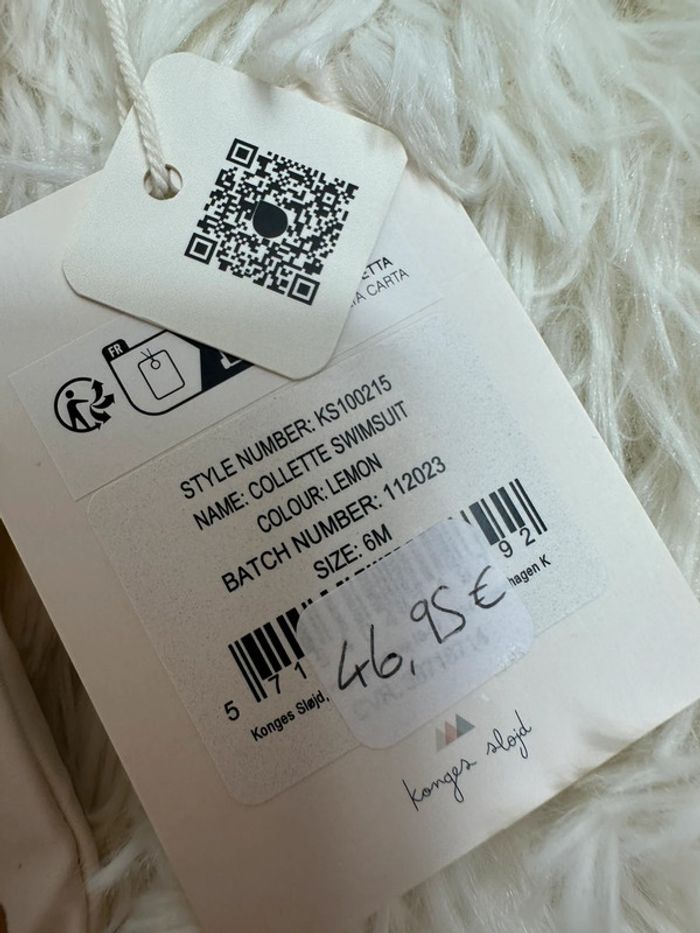 ETTA
CARTA
FR
STYLE NUMBER: KS100215
NAME: COLLETTE SWIMSUIT
COLOUR: LEMON
BATCH NUMBER: 112023
SIZE: 6M
5 71 92
46,95€
Konges Sløjd, hagen K
konges sløjd